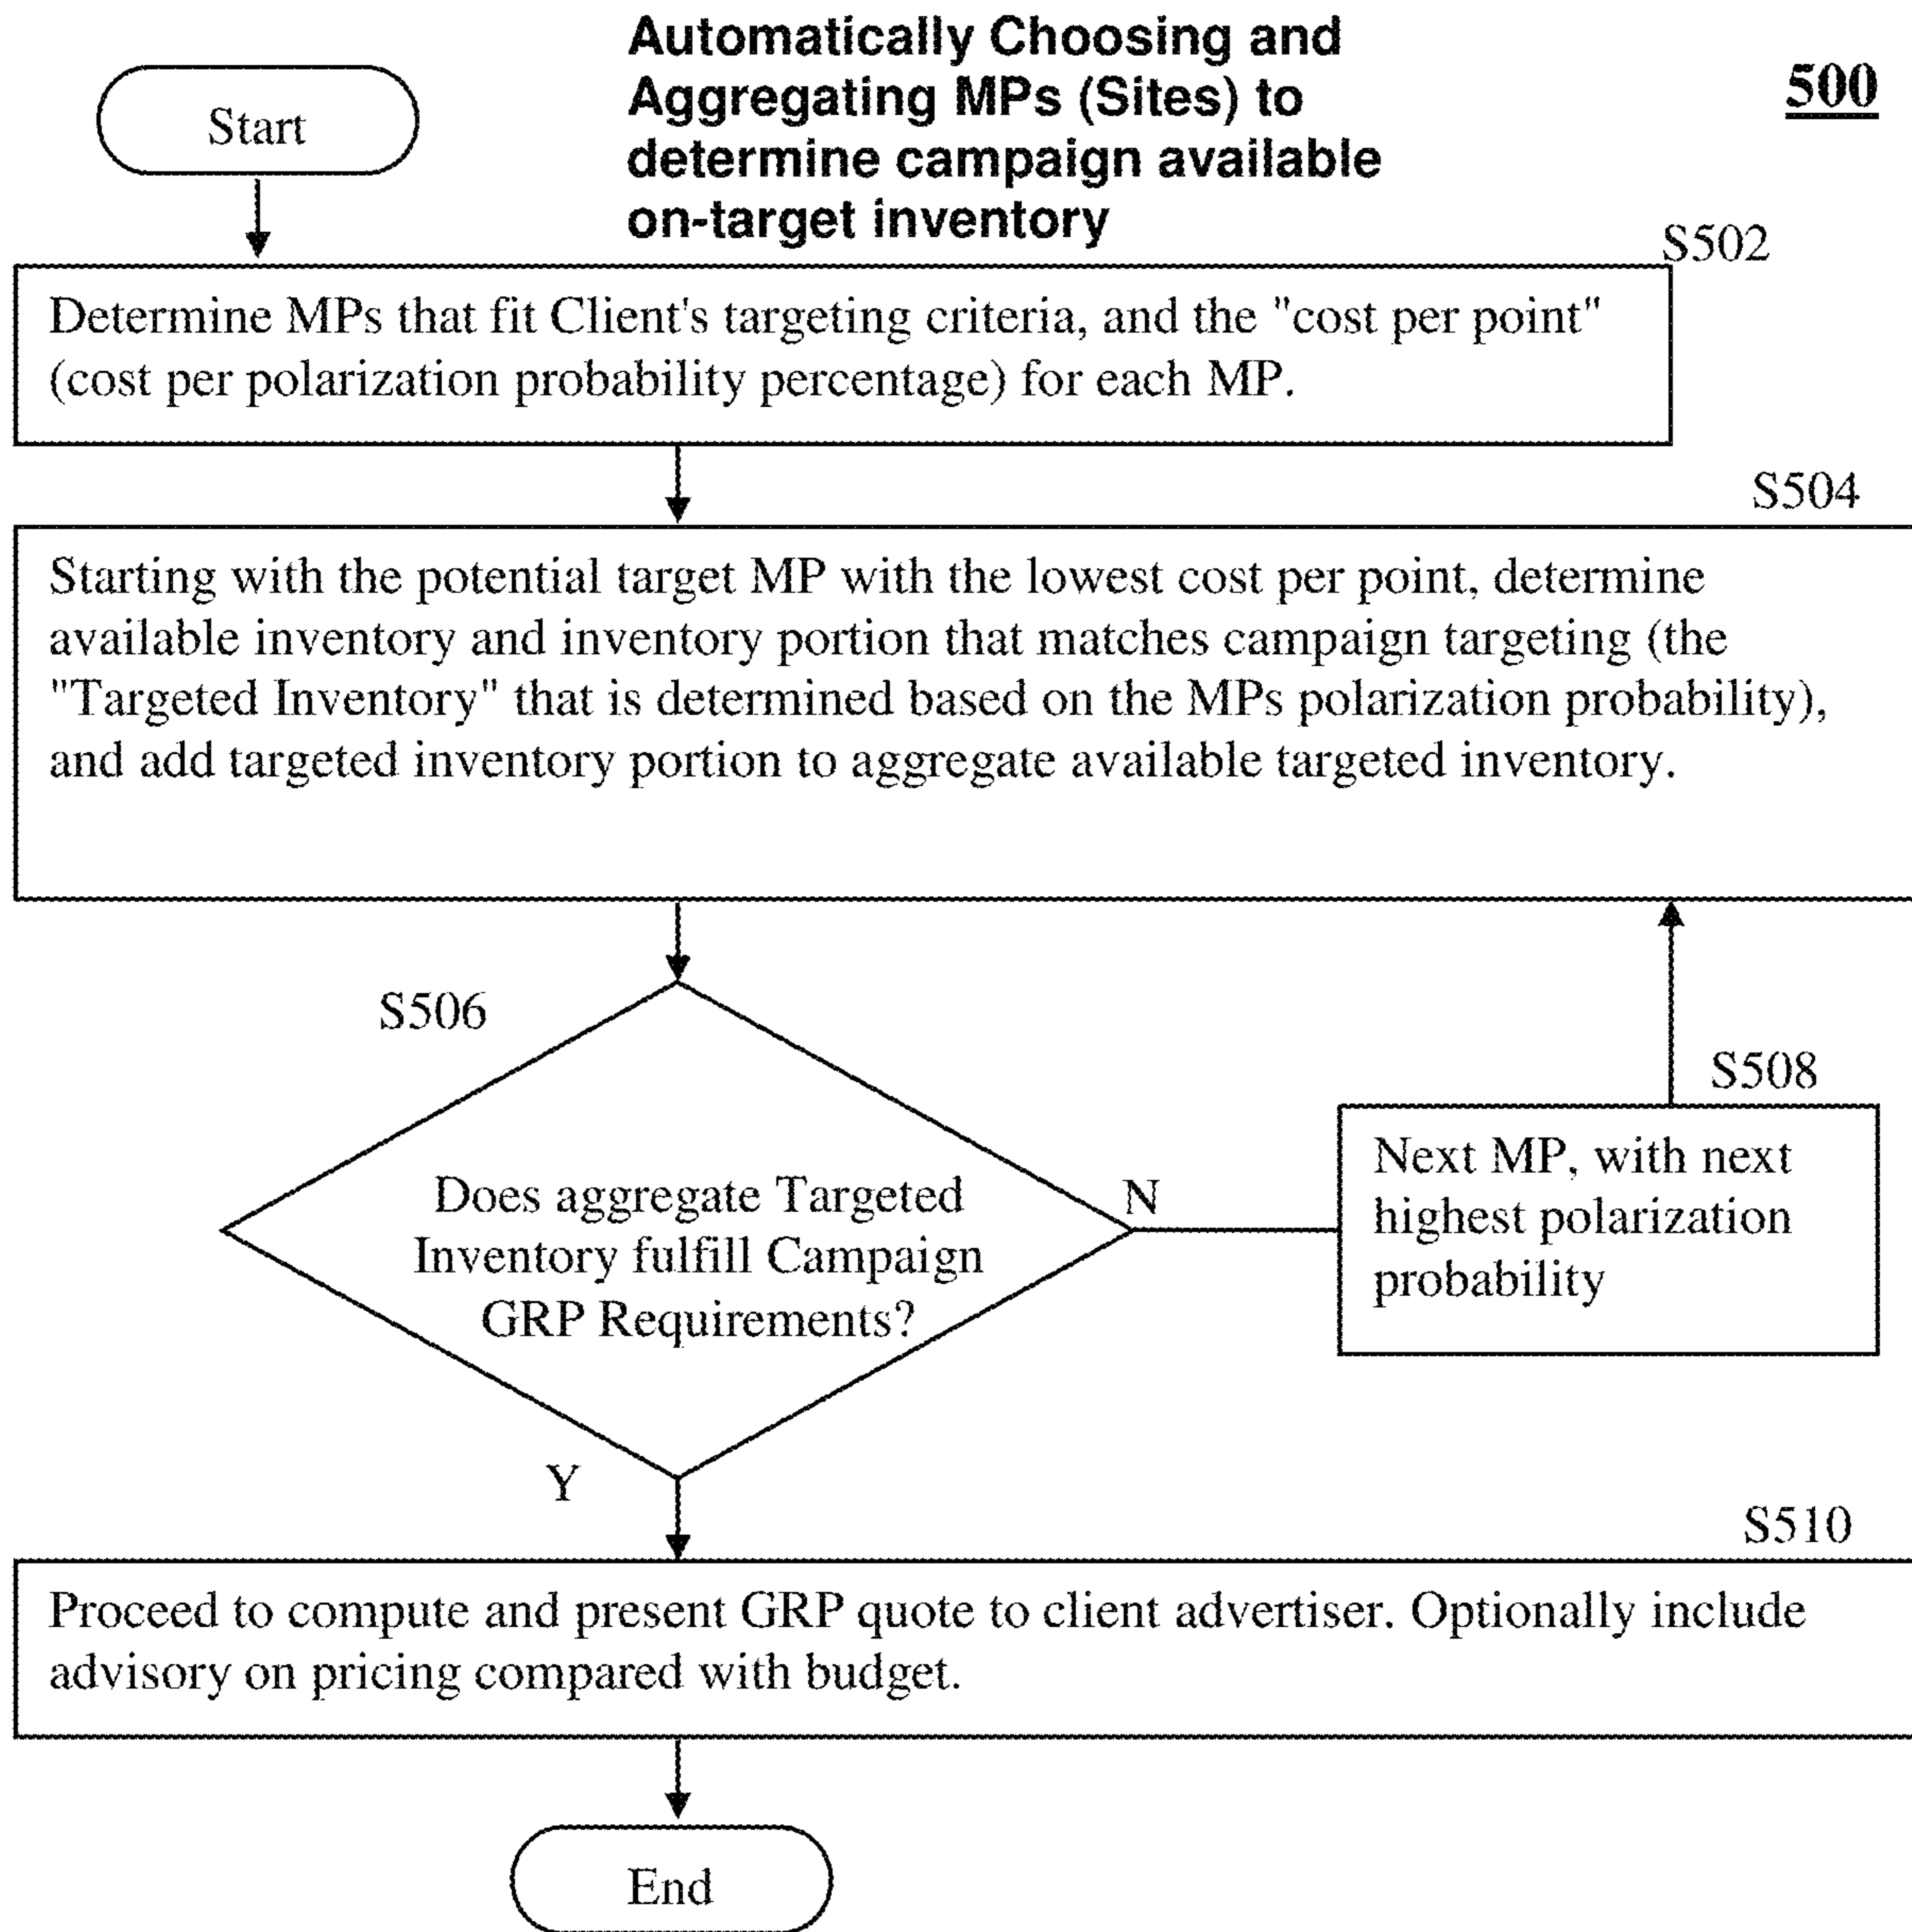 Automatically Choosing and
Aggregating MPs (Sites) to
determine campaign available
on-target inventory
500
Start
S502
Determine MPs that fit Client's targeting criteria, and the "cost per point"
(cost per polarization probability percentage) for each MP.
S504
Starting with the potential target MP with the lowest cost per point, determine
available inventory and inventory portion that matches campaign targeting (the
"Targeted Inventory" that is determined based on the MPs polarization probability),
and add targeted inventory portion to aggregate available targeted inventory.
S506
Does aggregate Targeted
Inventory fulfill Campaign
GRP Requirements?
N
S508
Next MP, with next
highest polarization
probability
Y
S510
Proceed to compute and present GRP quote to client advertiser. Optionally include
advisory on pricing compared with budget.
End